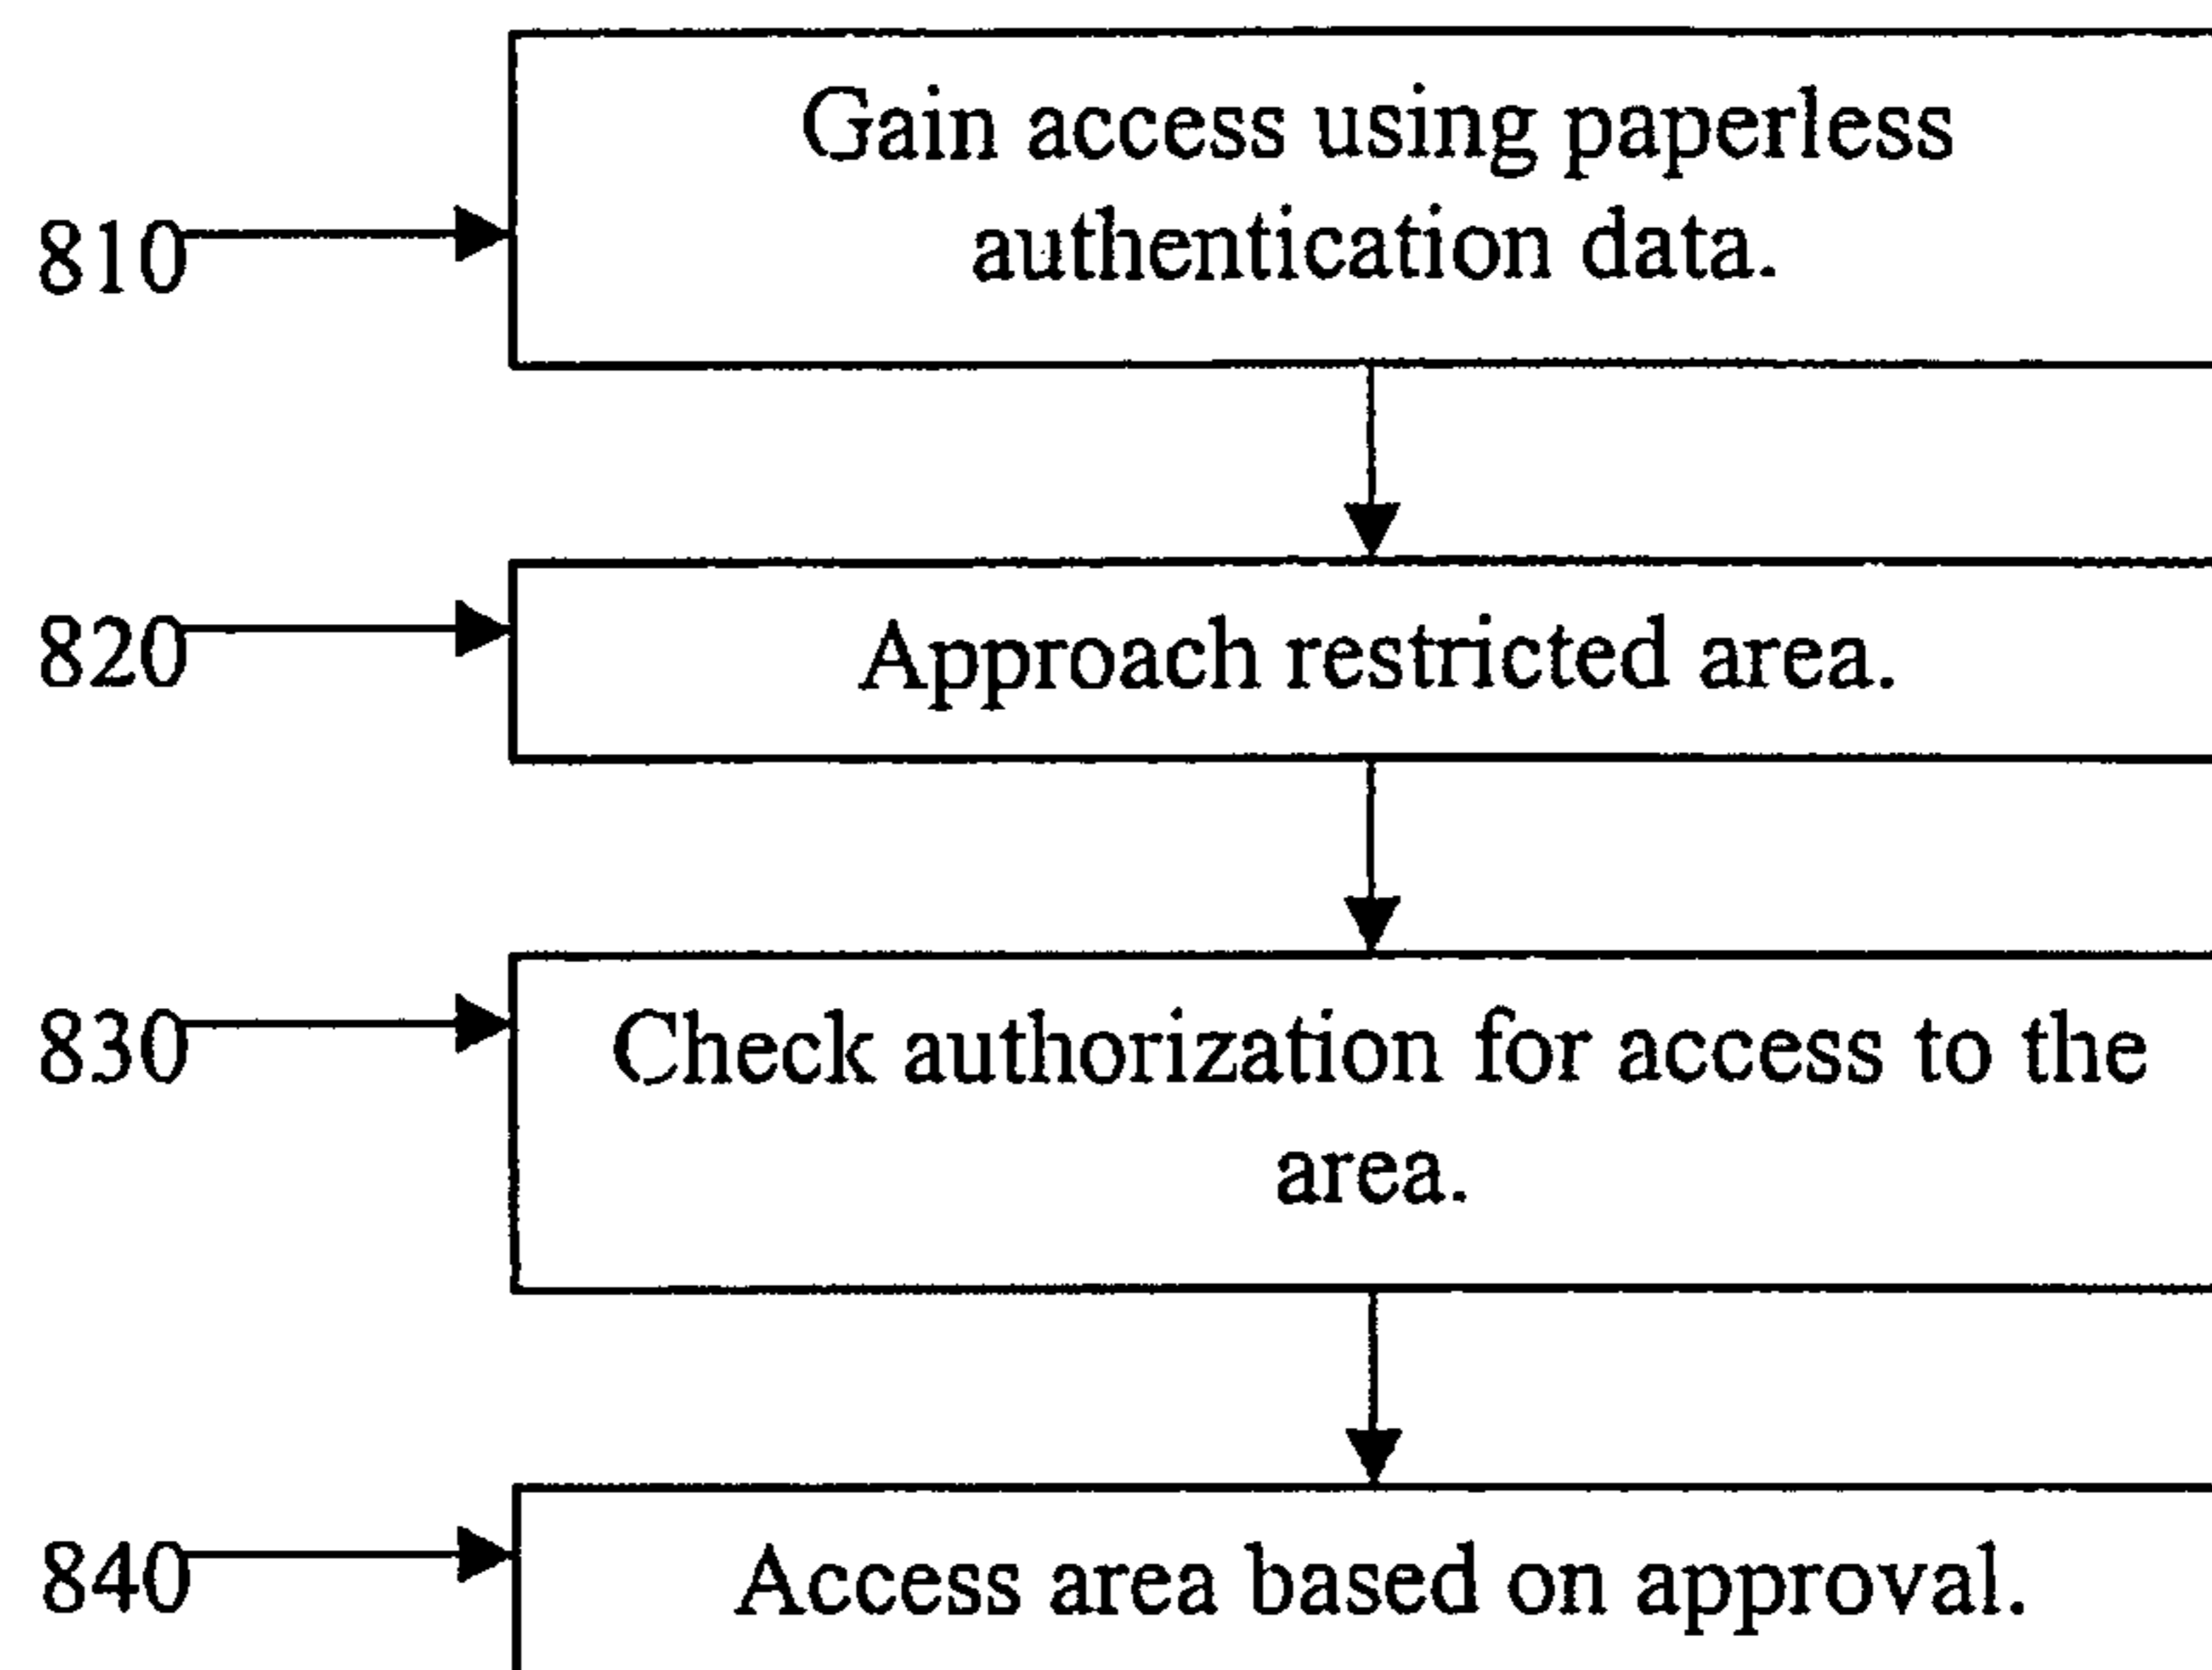 Gain access using paperless
authentication data.
810
820
Approach restricted area.
830
Check authorization for access to the
area.
840
Access area based on approval.